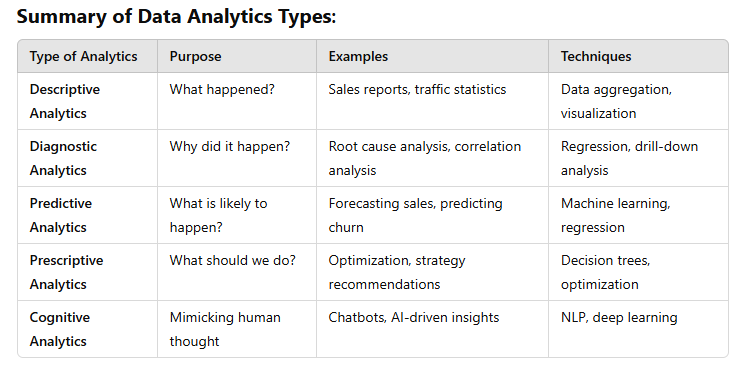 Summary of Data Analytics Types:
Type of Analytics Purpose Examples Techniques
Descriptive What happened? Sales reports, traffic statistics Data aggregation,
Analytics visualization
Diagnostic Why did it happen? Root cause analysis, correlation Regression, drill-down
Analytics analysis analysis
Predictive What is likely to Forecasting sales, predicting Machine learning,
Analytics happen? churn regression
Prescriptive What should we do? Optimization, strategy Decision trees,
Analytics recommendations optimization
Cognitive Mimicking human Chatbots, AI-driven insights NLP, deep learning
Analytics thought